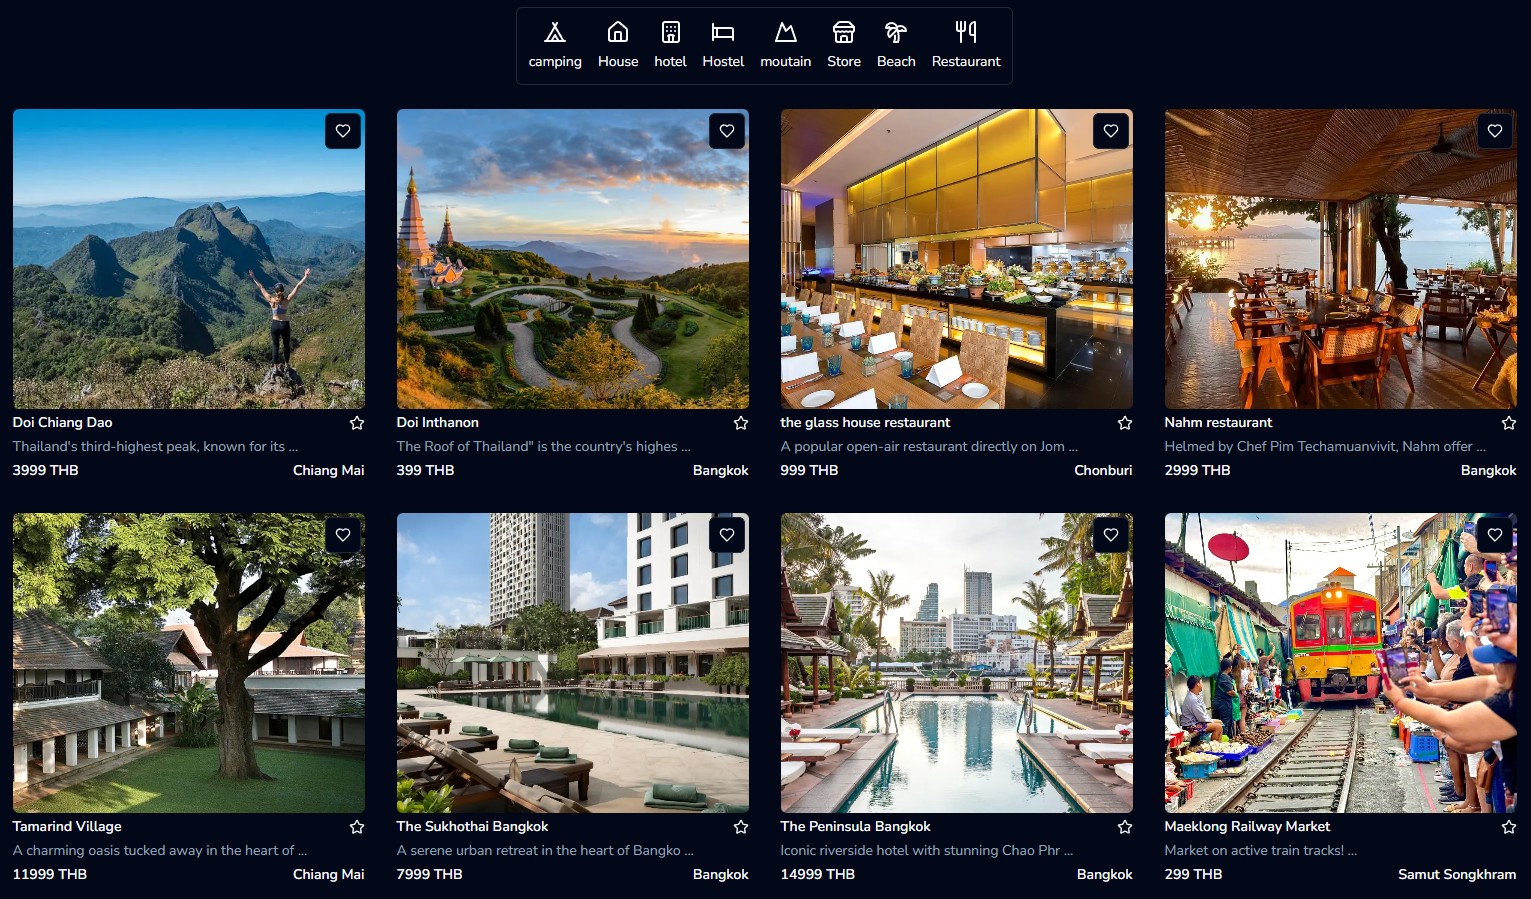 camping House hotel Hostel moutain Store Beach Restaurant
Doi Chiang Dao
Thailand's third-highest peak, known for its ...
3999 THB Chiang Mai
Doi Inthanon
The Roof of Thailand" is the country's highes ...
399 THB Bangkok
the glass house restaurant
A popular open-air restaurant directly on Jom ...
999 THB Chonburi
Nahm restaurant
Helmed by Chef Pim Techamuanvivit, Nahm offer ...
2999 THB Bangkok
Tamarind Village
A charming oasis tucked away in the heart of ...
11999 THB Chiang Mai
The Sukhothai Bangkok
A serene urban retreat in the heart of Bangko ...
7999 THB Bangkok
The Peninsula Bangkok
Iconic riverside hotel with stunning Chao Phr ...
14999 THB Bangkok
Maeklong Railway Market
Market on active train tracks! ...
299 THB Samut Songkhram